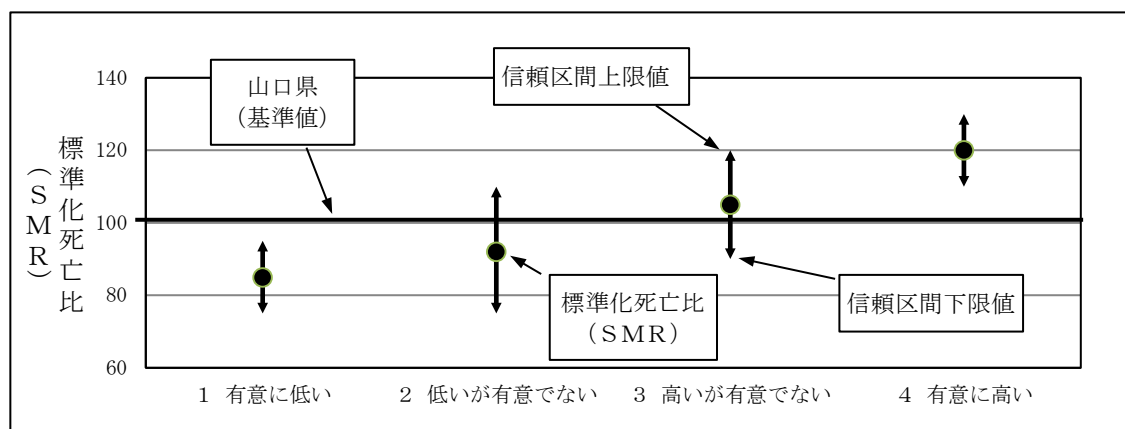 140
120
100
80
60
標準化死亡比
（ＳＭＲ）
山口県
（基準値）
信頼区間上限値
標準化死亡比
（ＳＭＲ）
信頼区間下限値
１ 有意に低い
２ 低いが有意でない
３ 高いが有意でない
４ 有意に高い